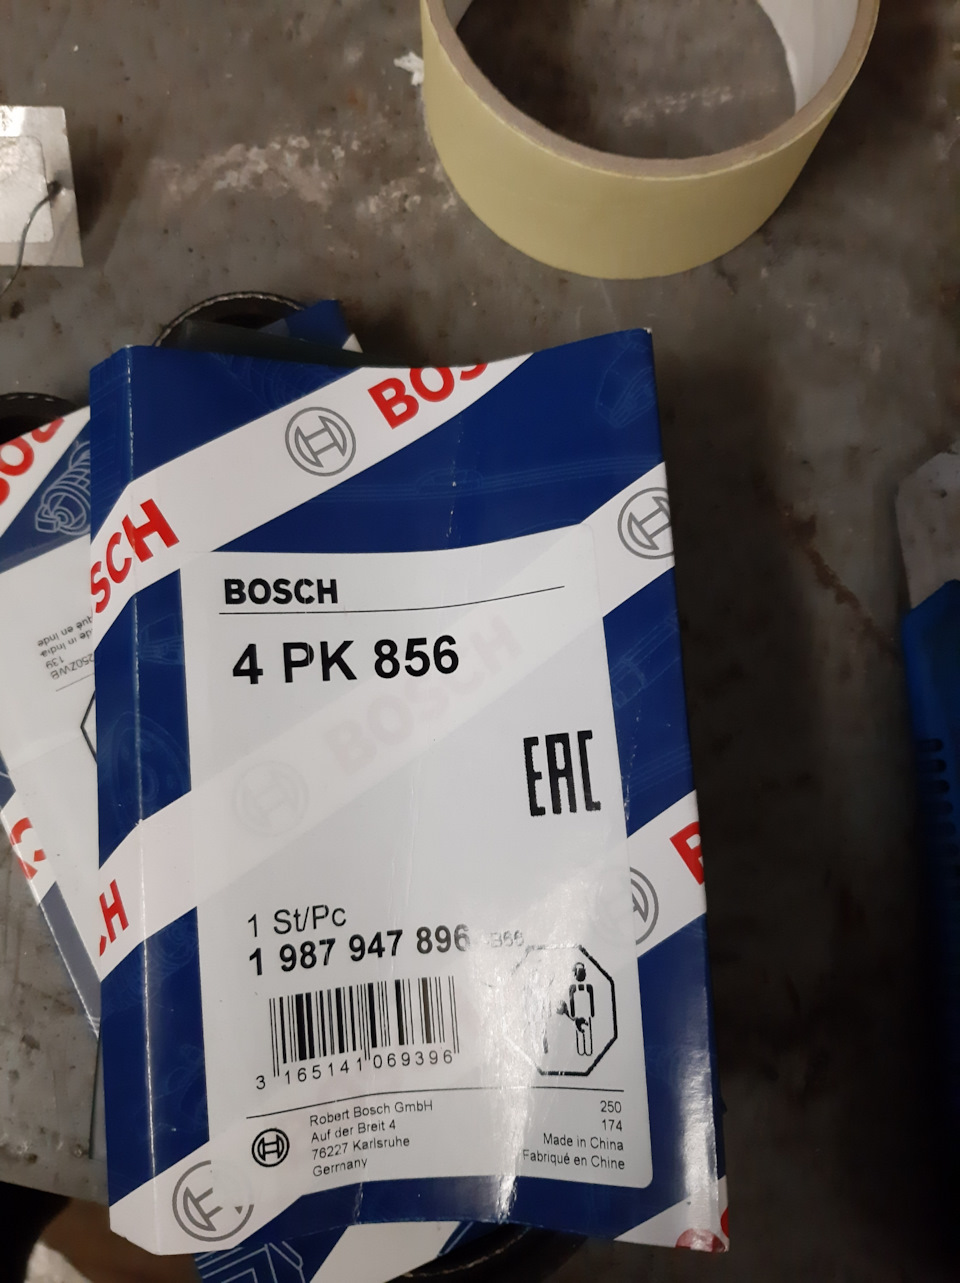 BOSCH
4 PK 856
EAC
1 St/Pc
1 987 947 896
3 165141 069396
Robert Bosch GmbH
Auf der Breit 4
76227 Karlsruhe
Germany
250
174
Made in China
Fabriqué en Chine